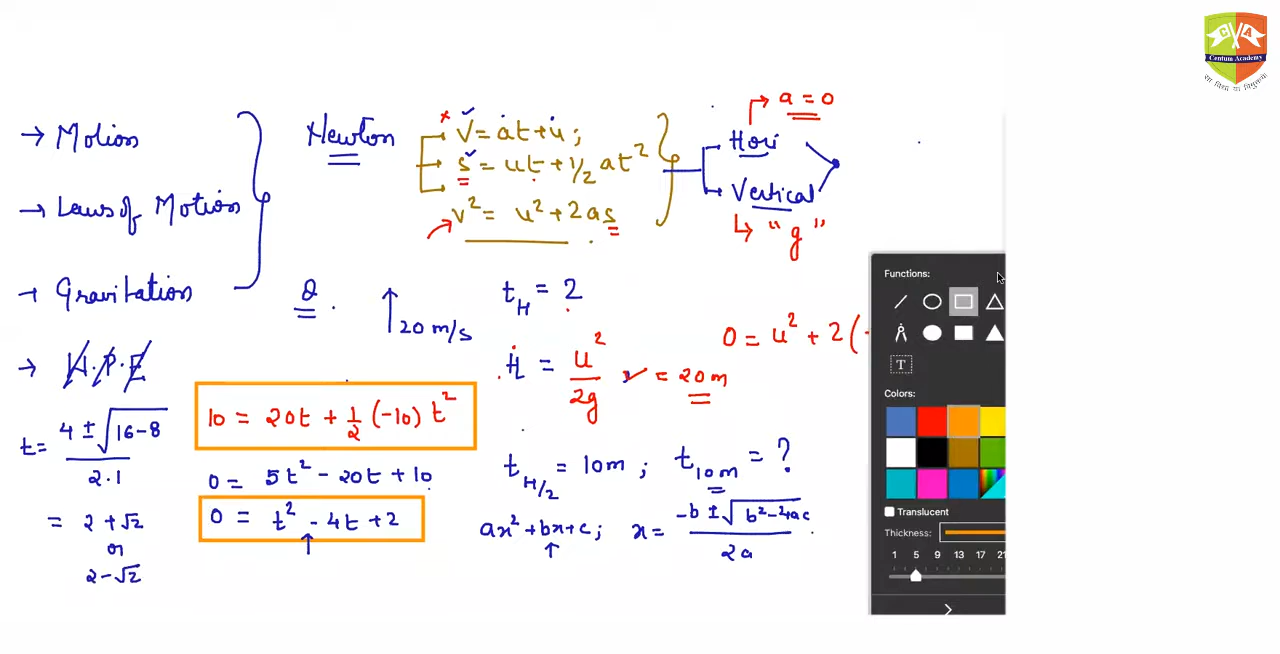 CA
Centum Academy
→ Motion
→ Laws of Motion
→ Gravitation
→ W.P.E
Newton
v = at + u ;
s = ut + 1/2 at²
v² = u² + 2as
a = 0
Hori
Vertical
"g"
Q.
20 m/s
t_H = 2
H = u²/2g = 20m
0 = u² + 2(-
10 = 20t + 1/2 (-10) t²
0 = 5t² - 20t + 10
0 = t² - 4t + 2
t = (4 ± √(16-8))/(2·1)
= 2 + √2
or
2 - √2
t_H/2 = 10m ; t_10m = ?
ax² + bx + c ; x = (-b ± √(b² - 4ac))/(2a)
Functions:
T
Colors:
Translucent
Thickness:
1 5 9 13 17 21